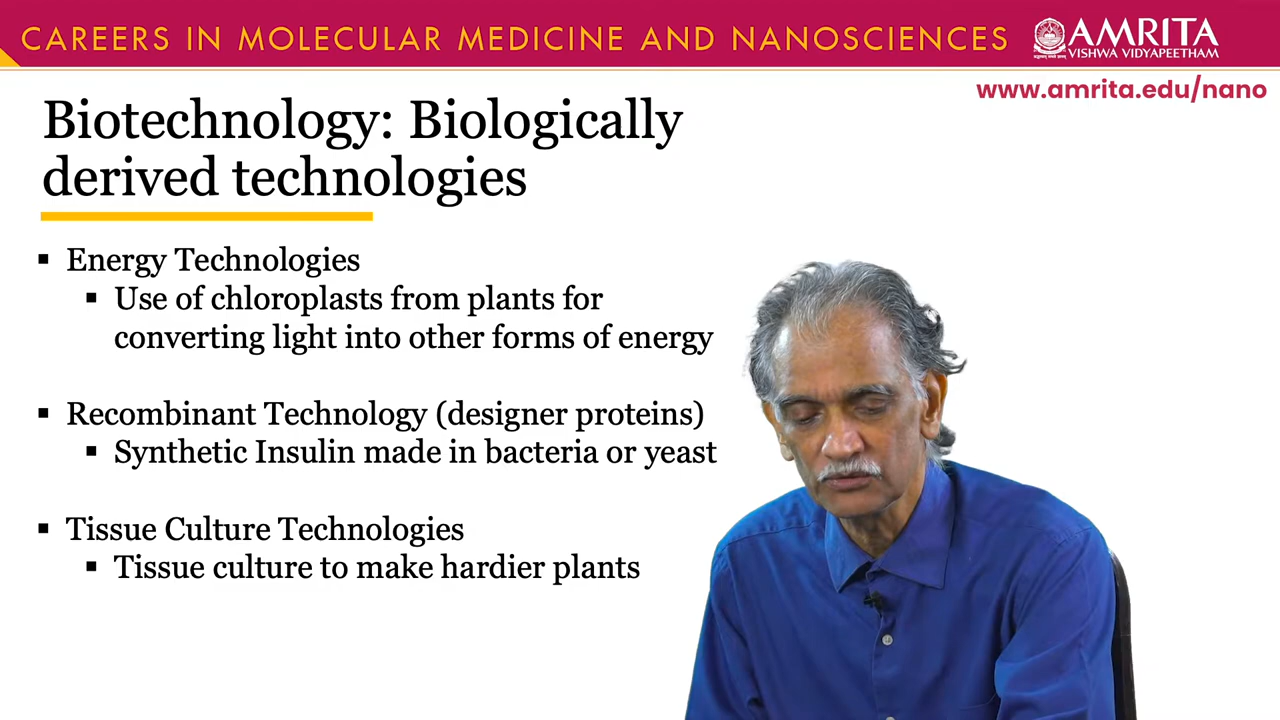 CAREERS IN MOLECULAR MEDICINE AND NANOSCIENCES
AMRITA
VISHWA VIDYAPEETHAM
www.amrita.edu/nano
Biotechnology: Biologically
derived technologies
▪ Energy Technologies
▪ Use of chloroplasts from plants for
converting light into other forms of energy
▪ Recombinant Technology (designer proteins)
▪ Synthetic Insulin made in bacteria or yeast
▪ Tissue Culture Technologies
▪ Tissue culture to make hardier plants